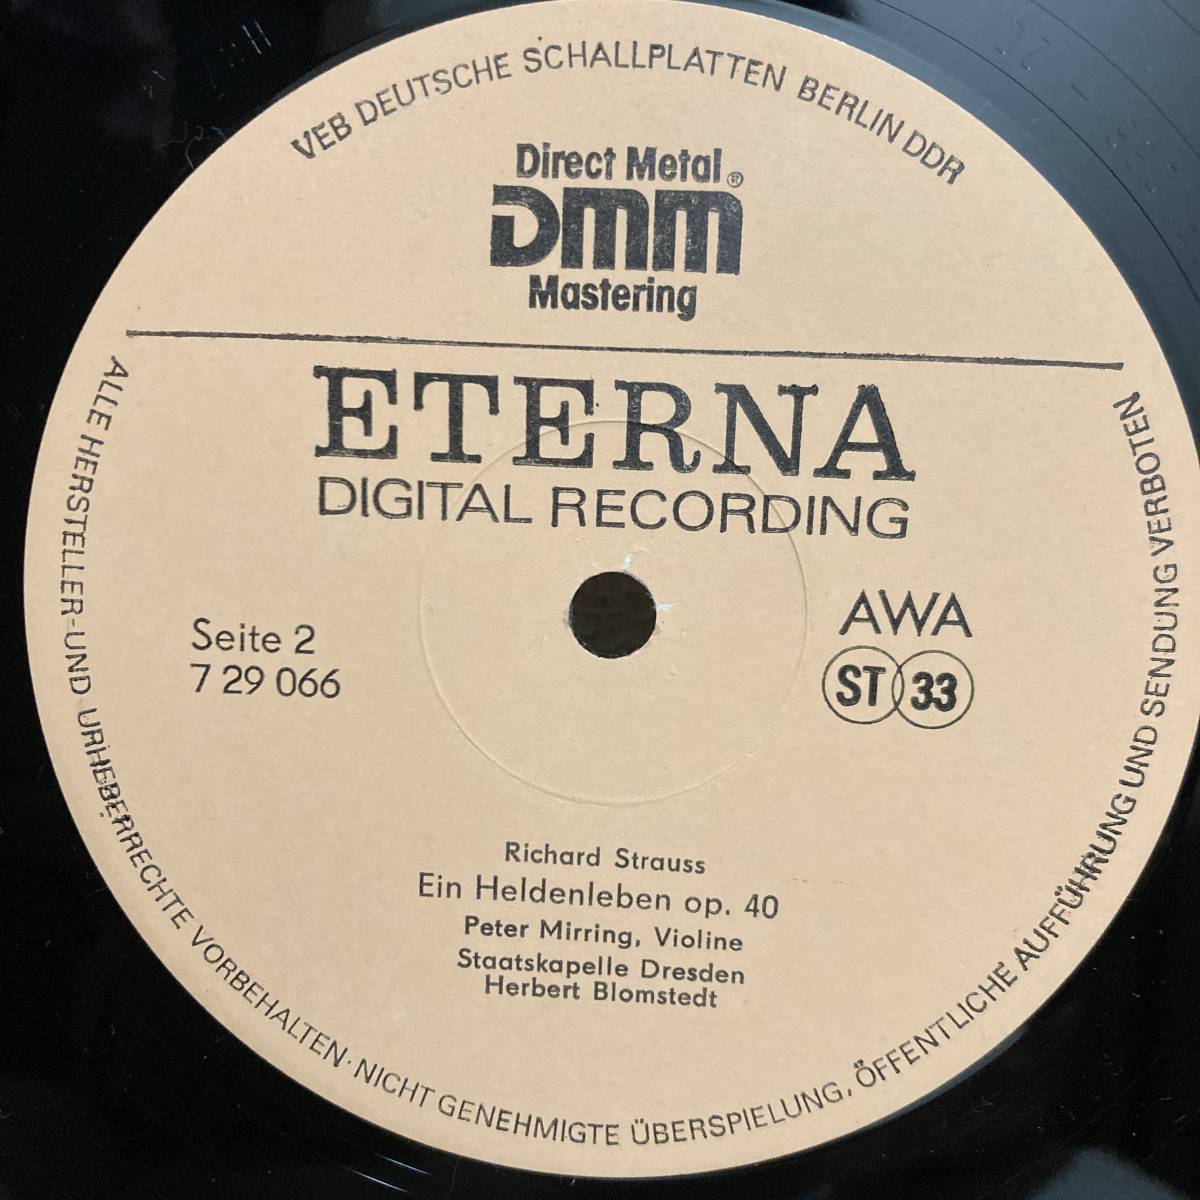 VEB DEUTSCHE SCHALLPLATTEN BERLIN DDR
Direct Metal®
DMM
Mastering
ETERNA
DIGITAL RECORDING
Seite 2
7 29 066
AWA
ST 33
Richard Strauss
Ein Heldenleben op. 40
Peter Mirring, Violine
Staatskapelle Dresden
Herbert Blomstedt
ALLE HERSTELLER-UND URHEBERRECHTE VORBEHALTEN· NICHT GENEHMIGTE ÜBERSPIELUNG, ÖFFENTLICHE AUFFÜHRUNG UND SENDUNG VERBOTEN